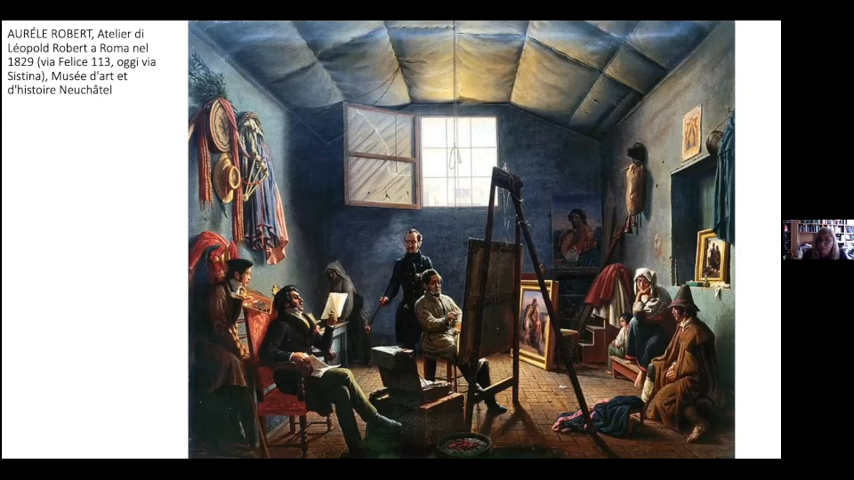 AURÉLE ROBERT, Atelier di
Léopold Robert a Roma nel
1829 (via Felice 113, oggi via
Sistina), Musée d'art et
d'histoire Neuchâtel